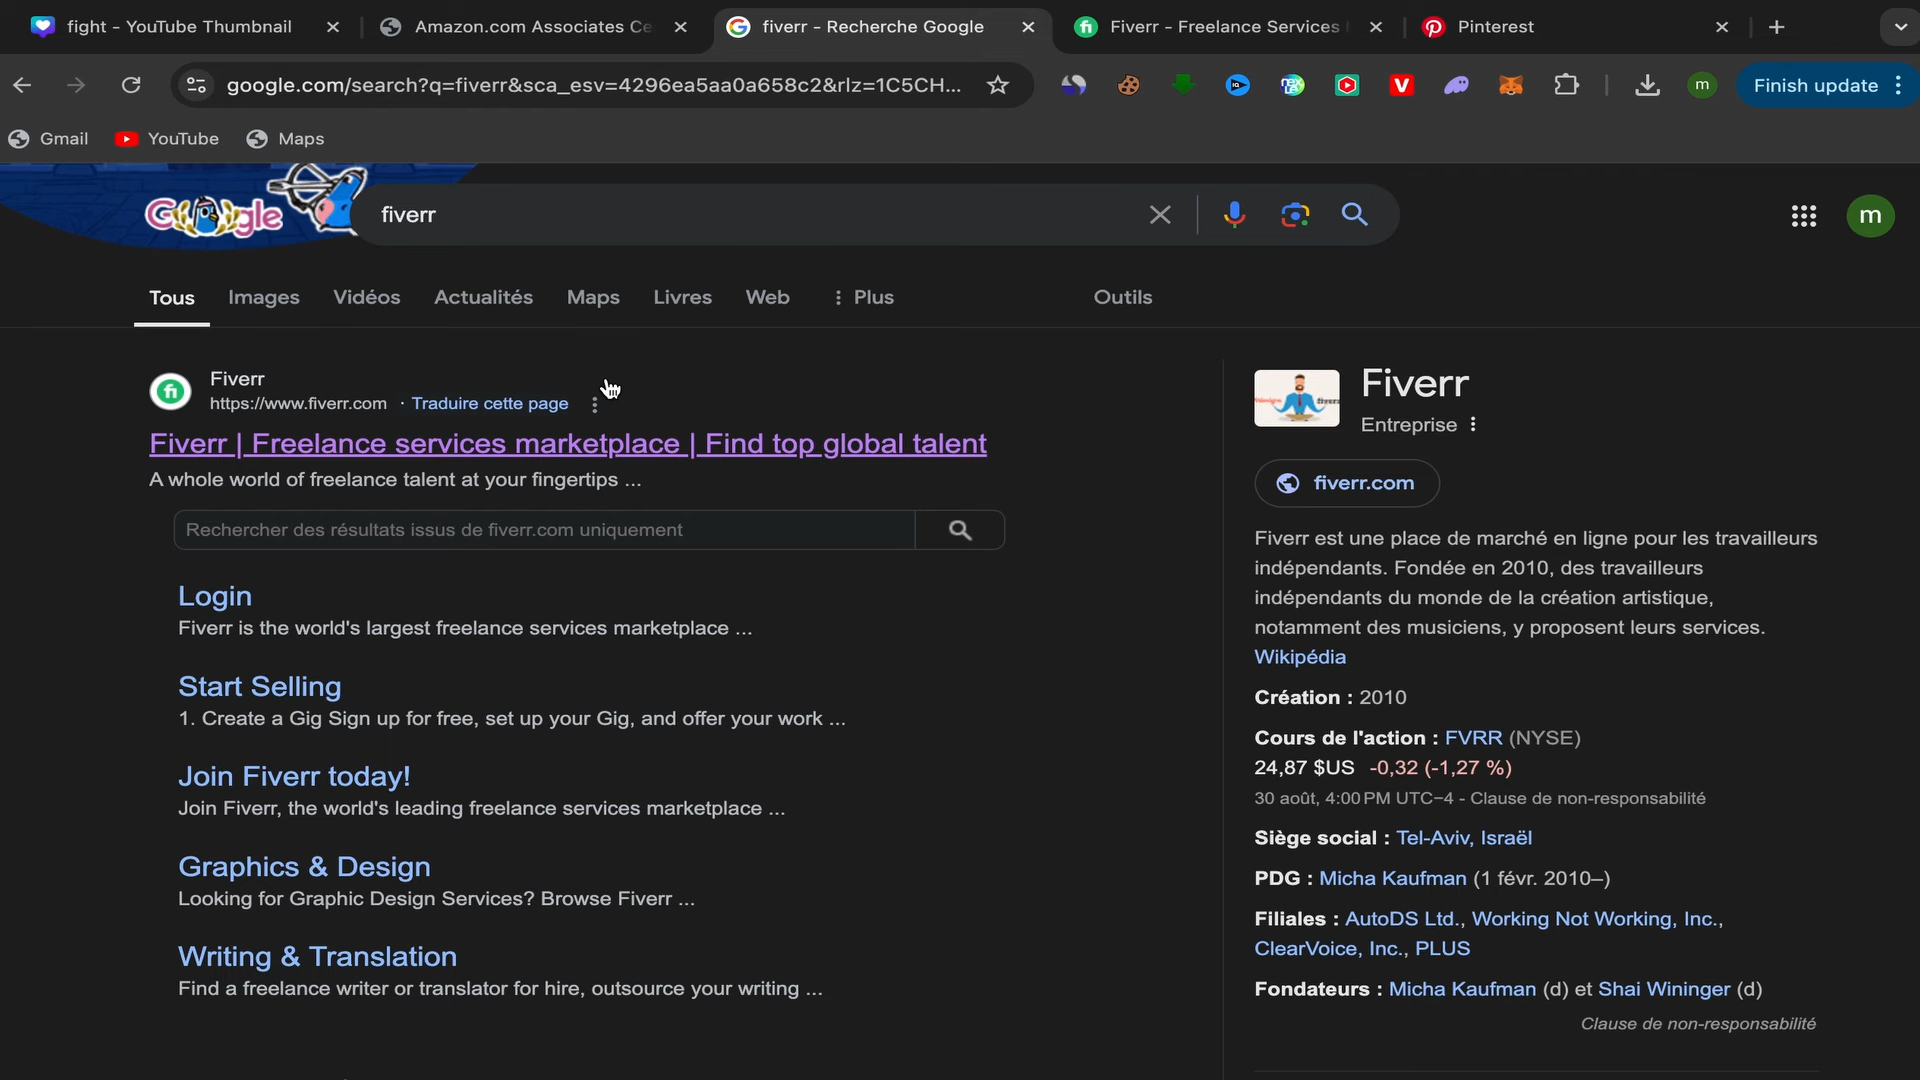 fight - YouTube Thumbnail
Amazon.com Associates Ce
fiverr - Recherche Google
Fiverr - Freelance Services
Pinterest
google.com/search?q=fiverr&sca_esv=4296ea5aa0a658c2&rlz=1C5CH...
m
Finish update
Gmail
YouTube
Maps
Google
fiverr
m
Tous
Images
Vidéos
Actualités
Maps
Livres
Web
Plus
Outils
Fiverr
https://www.fiverr.com · Traduire cette page
Fiverr | Freelance services marketplace | Find top global talent
A whole world of freelance talent at your fingertips ...
Rechercher des résultats issus de fiverr.com uniquement
Login
Fiverr is the world's largest freelance services marketplace ...
Start Selling
1. Create a Gig Sign up for free, set up your Gig, and offer your work ...
Join Fiverr today!
Join Fiverr, the world's leading freelance services marketplace ...
Graphics & Design
Looking for Graphic Design Services? Browse Fiverr ...
Writing & Translation
Find a freelance writer or translator for hire, outsource your writing ...
Fiverr
Entreprise
fiverr.com
Fiverr est une place de marché en ligne pour les travailleurs
indépendants. Fondée en 2010, des travailleurs
indépendants du monde de la création artistique,
notamment des musiciens, y proposent leurs services.
Wikipédia
Création : 2010
Cours de l'action : FVRR (NYSE)
24,87 $US -0,32 (-1,27 %)
30 août, 4:00 PM UTC−4 - Clause de non-responsabilité
Siège social : Tel-Aviv, Israël
PDG : Micha Kaufman (1 févr. 2010–)
Filiales : AutoDS Ltd., Working Not Working, Inc.,
ClearVoice, Inc., PLUS
Fondateurs : Micha Kaufman (d) et Shai Wininger (d)
Clause de non-responsabilité